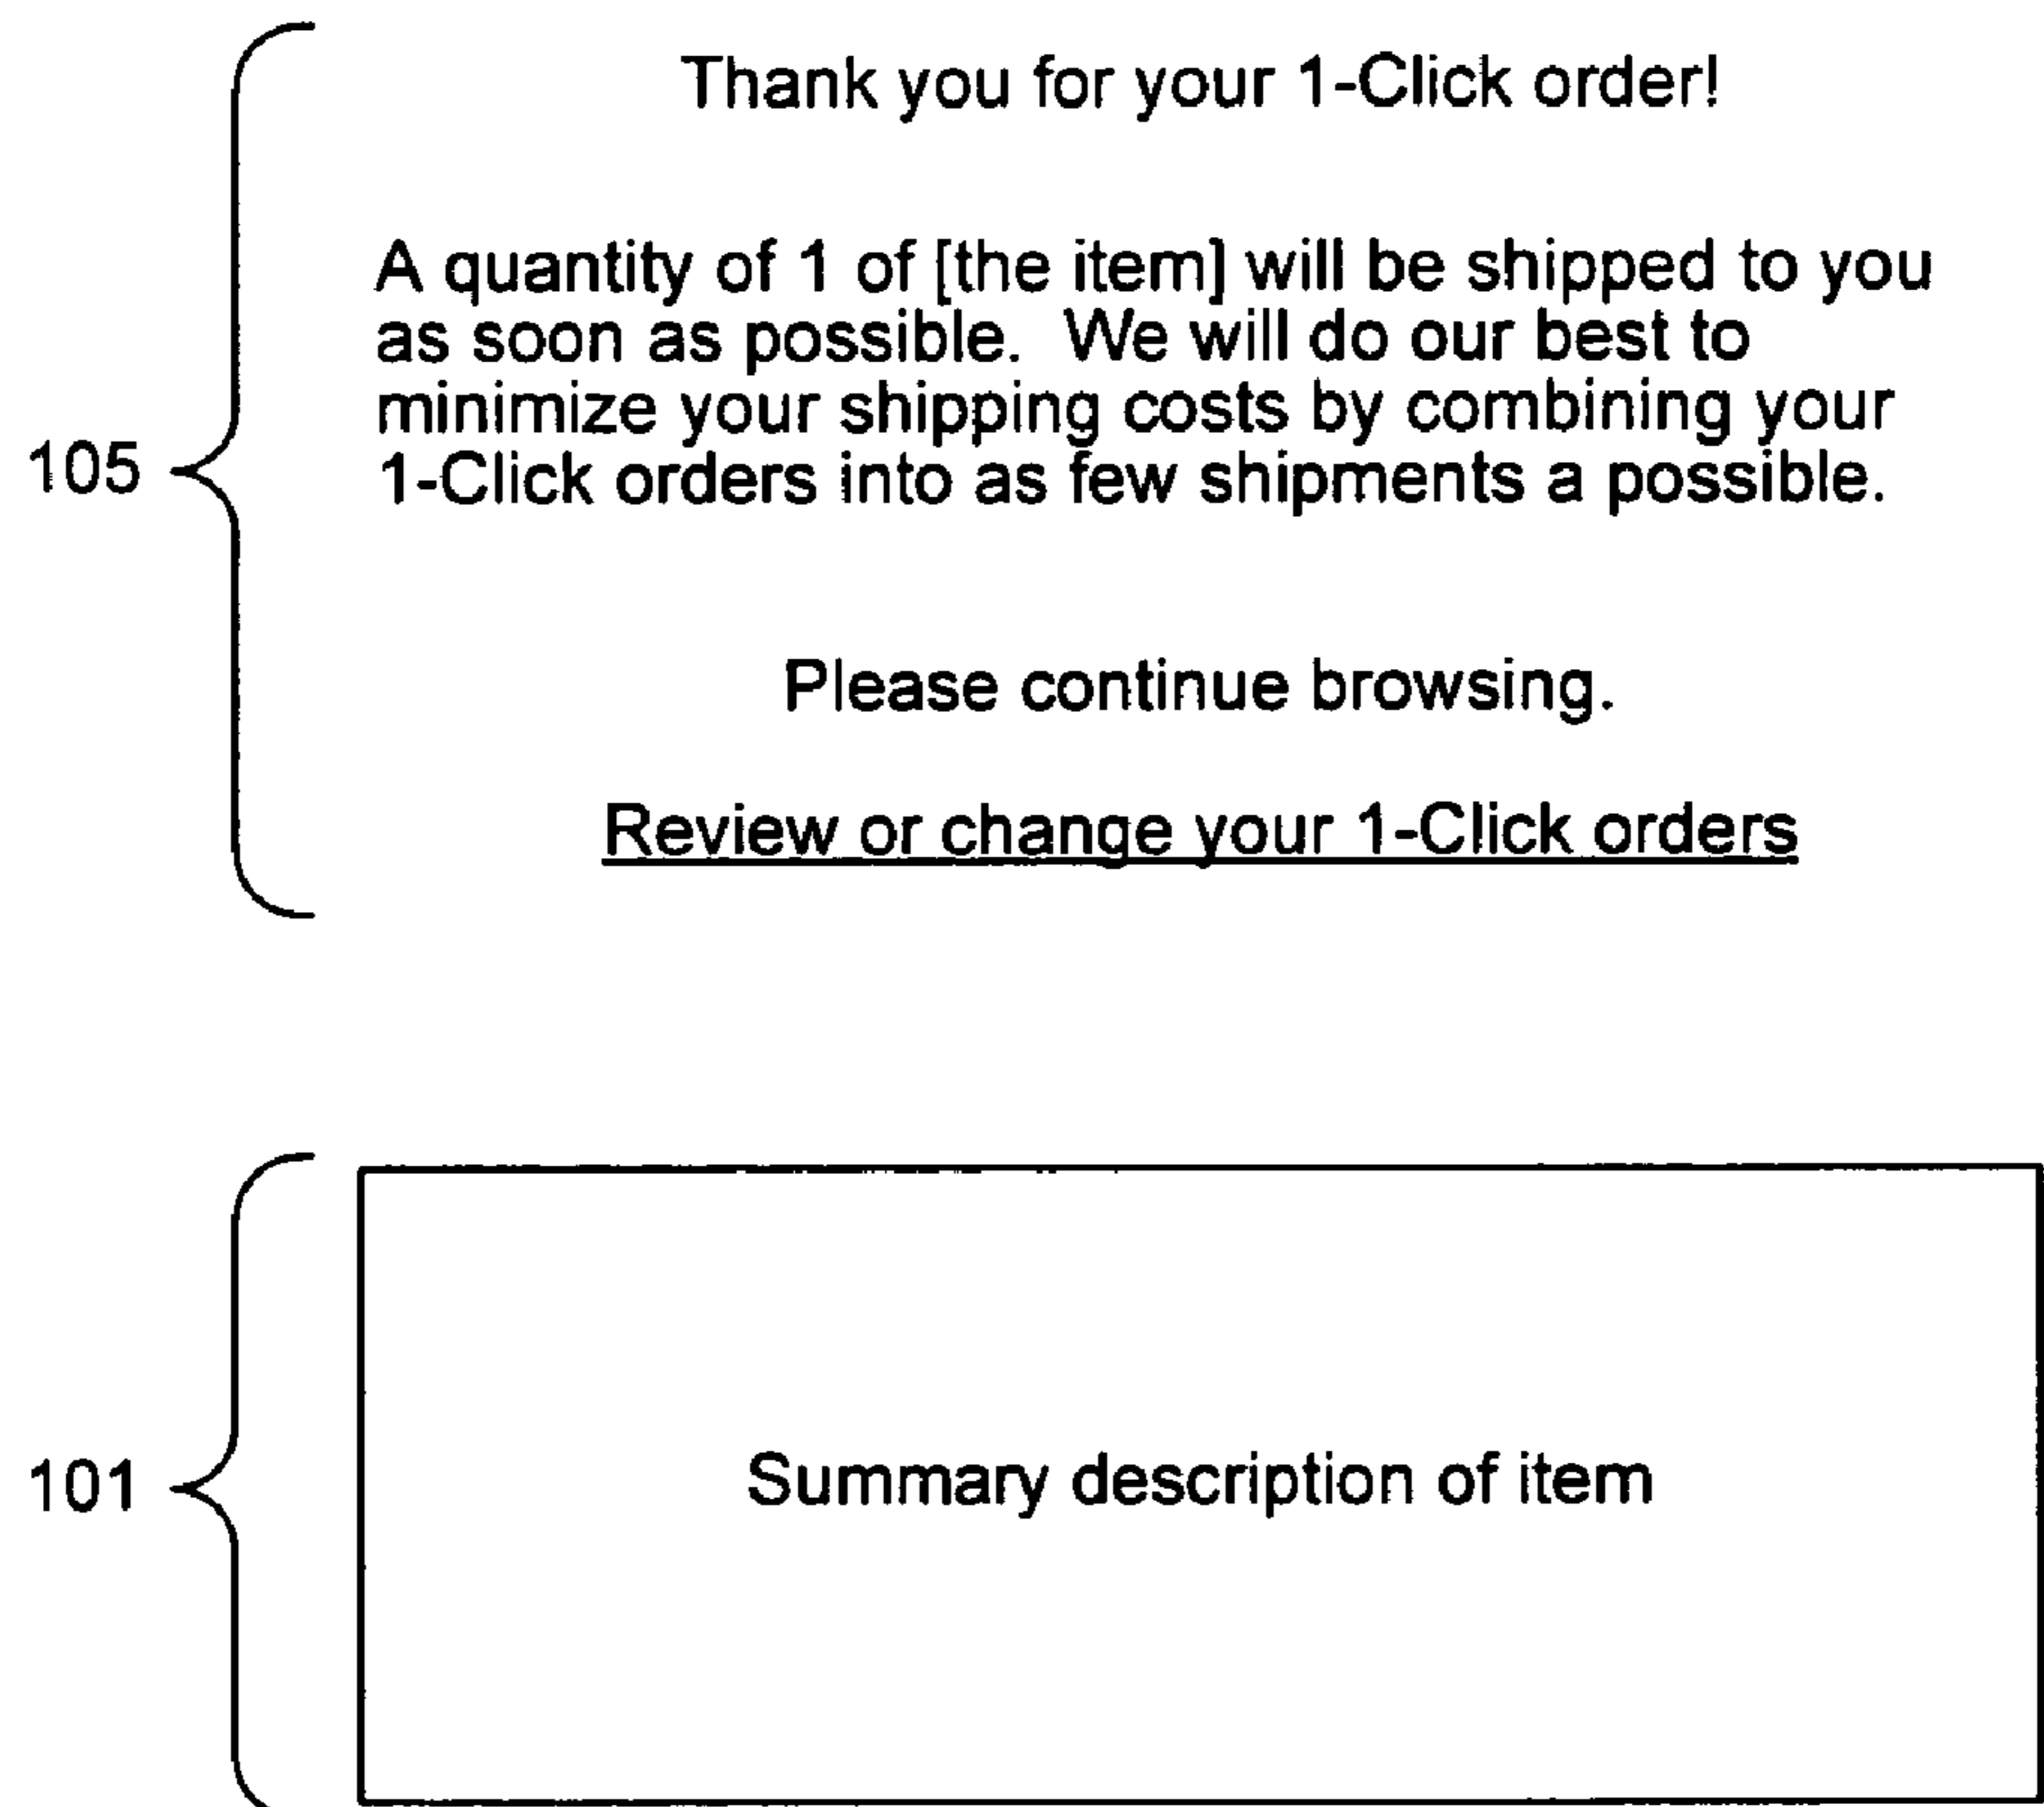 Thank you for your 1-Click order!
A quantity of 1 of [the item] will be shipped to you
as soon as possible. We will do our best to
minimize your shipping costs by combining your
1-Click orders into as few shipments a possible.
105
Please continue browsing.
Review or change your 1-Click orders
101
Summary description of item